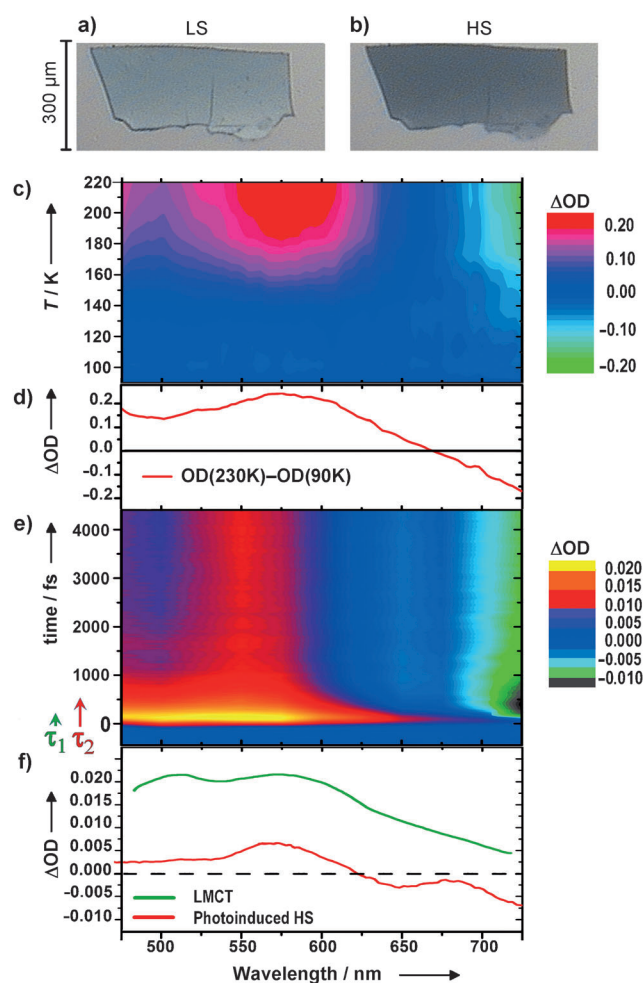 a) LS b) HS
300 µm
c)
T / K
220
200
180
160
140
120
100
ΔOD
0.20
0.10
0.00
−0.10
−0.20
d)
ΔOD
0.2
0.1
0.0
-0.1
-0.2
OD(230K)–OD(90K)
e)
time / fs
4000
3000
2000
1000
0
τ1 τ2
ΔOD
0.020
0.015
0.010
0.005
0.000
−0.005
−0.010
f)
ΔOD
0.020
0.015
0.010
0.005
0.000
−0.005
−0.010
LMCT
Photoinduced HS
500 550 600 650 700
Wavelength / nm